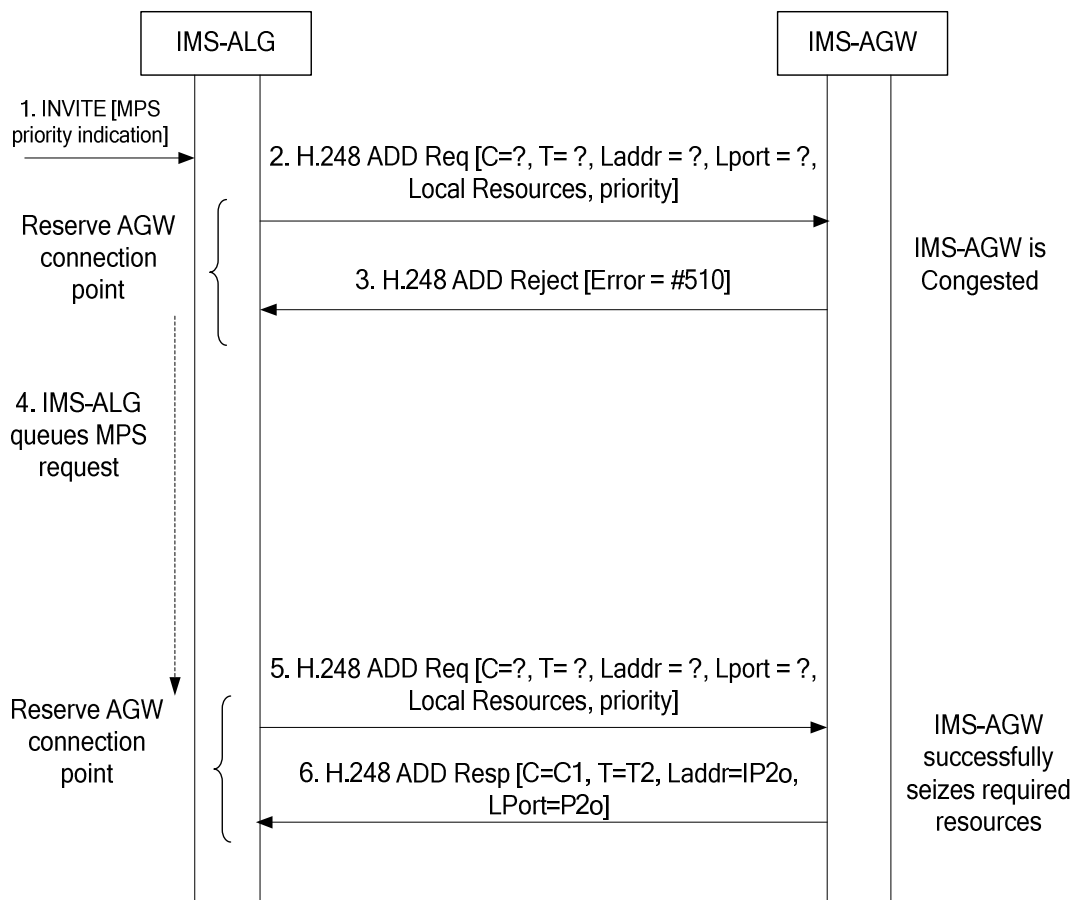 IMS-ALG
IMS-AGW
1. INVITE [MPS
priority indication]
2. H.248 ADD Req [C=?, T= ?, Laddr = ?, Lport = ?,
Local Resources, priority]
Reserve AGW
connection
point
IMS-AGW is
Congested
3. H.248 ADD Reject [Error = #510]
4. IMS-ALG
queues MPS
request
5. H.248 ADD Req [C=?, T= ?, Laddr = ?, Lport = ?,
Local Resources, priority]
Reserve AGW
connection
point
IMS-AGW
successfully
seizes required
resources
6. H.248 ADD Resp [C=C1, T=T2, Laddr=IP2o,
LPort=P2o]